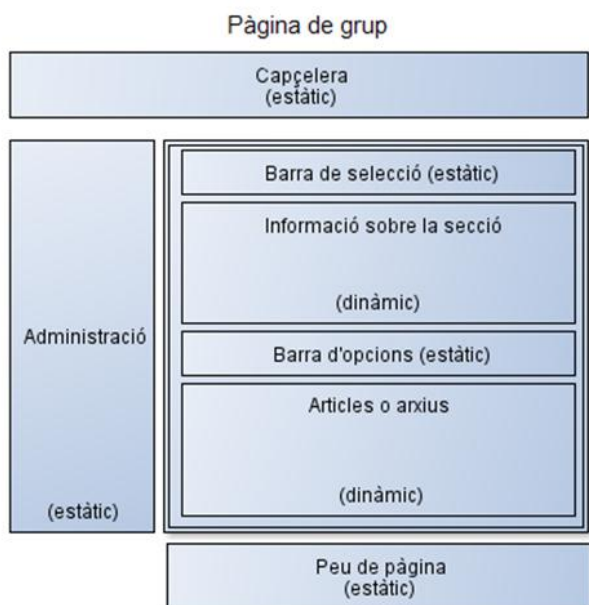 Pàgina de grup
Capçelera
(estàtic)
Administració
(estàtic)
Barra de selecció (estàtic)
Informació sobre la secció
(dinàmic)
Barra d'opcions (estàtic)
Articles o arxius
(dinàmic)
Peu de pàgina
(estàtic)